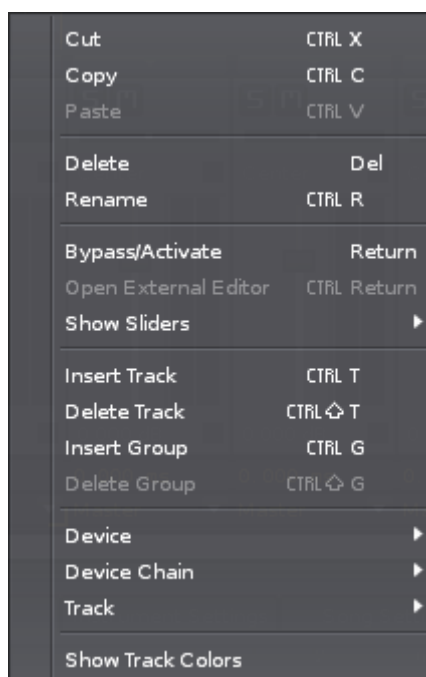 Cut CTRL X
Copy CTRL C
Paste CTRL V
Delete Del
Rename CTRL R
Bypass/Activate Return
Open External Editor CTRL Return
Show Sliders
Insert Track CTRL T
Delete Track CTRL⇧ T
Insert Group CTRL G
Delete Group CTRL⇧ G
Device
Device Chain
Track
Show Track Colors